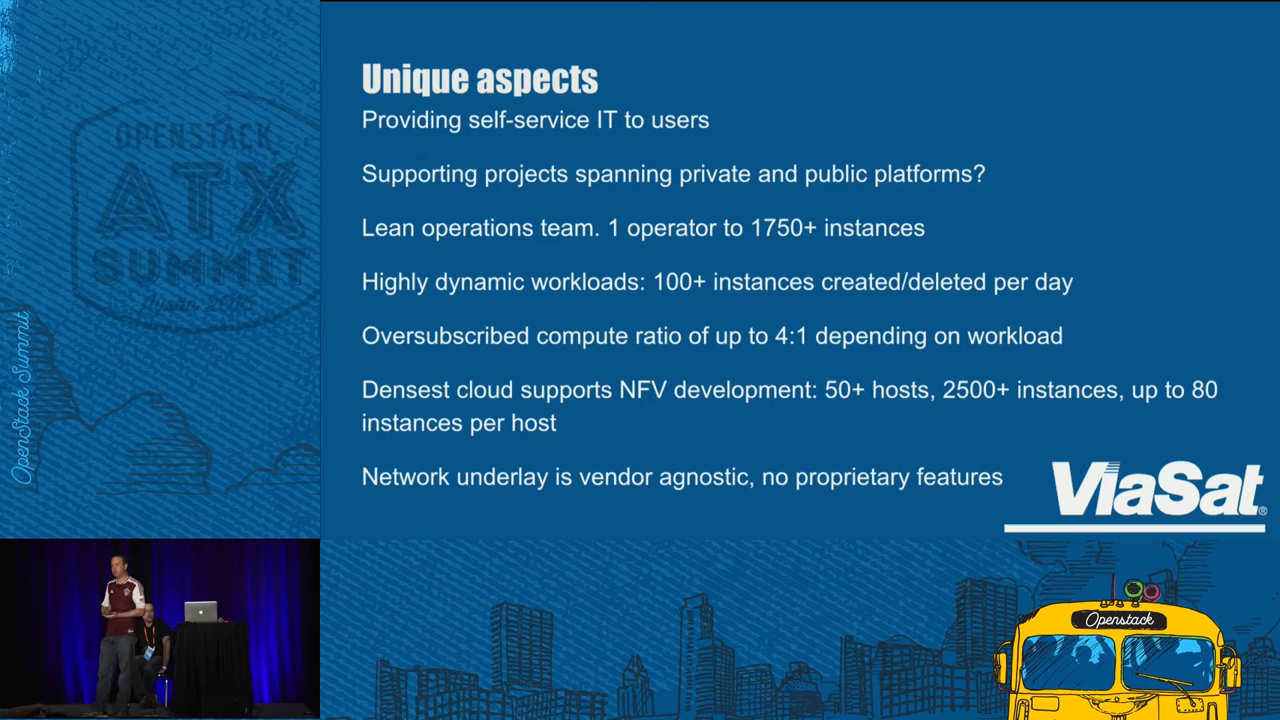 OPENSTACK
ATX
SUMMIT
Austin 2016
OpenStack Summit
Unique aspects
Providing self-service IT to users
Supporting projects spanning private and public platforms?
Lean operations team. 1 operator to 1750+ instances
Highly dynamic workloads: 100+ instances created/deleted per day
Oversubscribed compute ratio of up to 4:1 depending on workload
Densest cloud supports NFV development: 50+ hosts, 2500+ instances, up to 80
instances per host
Network underlay is vendor agnostic, no proprietary features
ViaSat®
Openstack